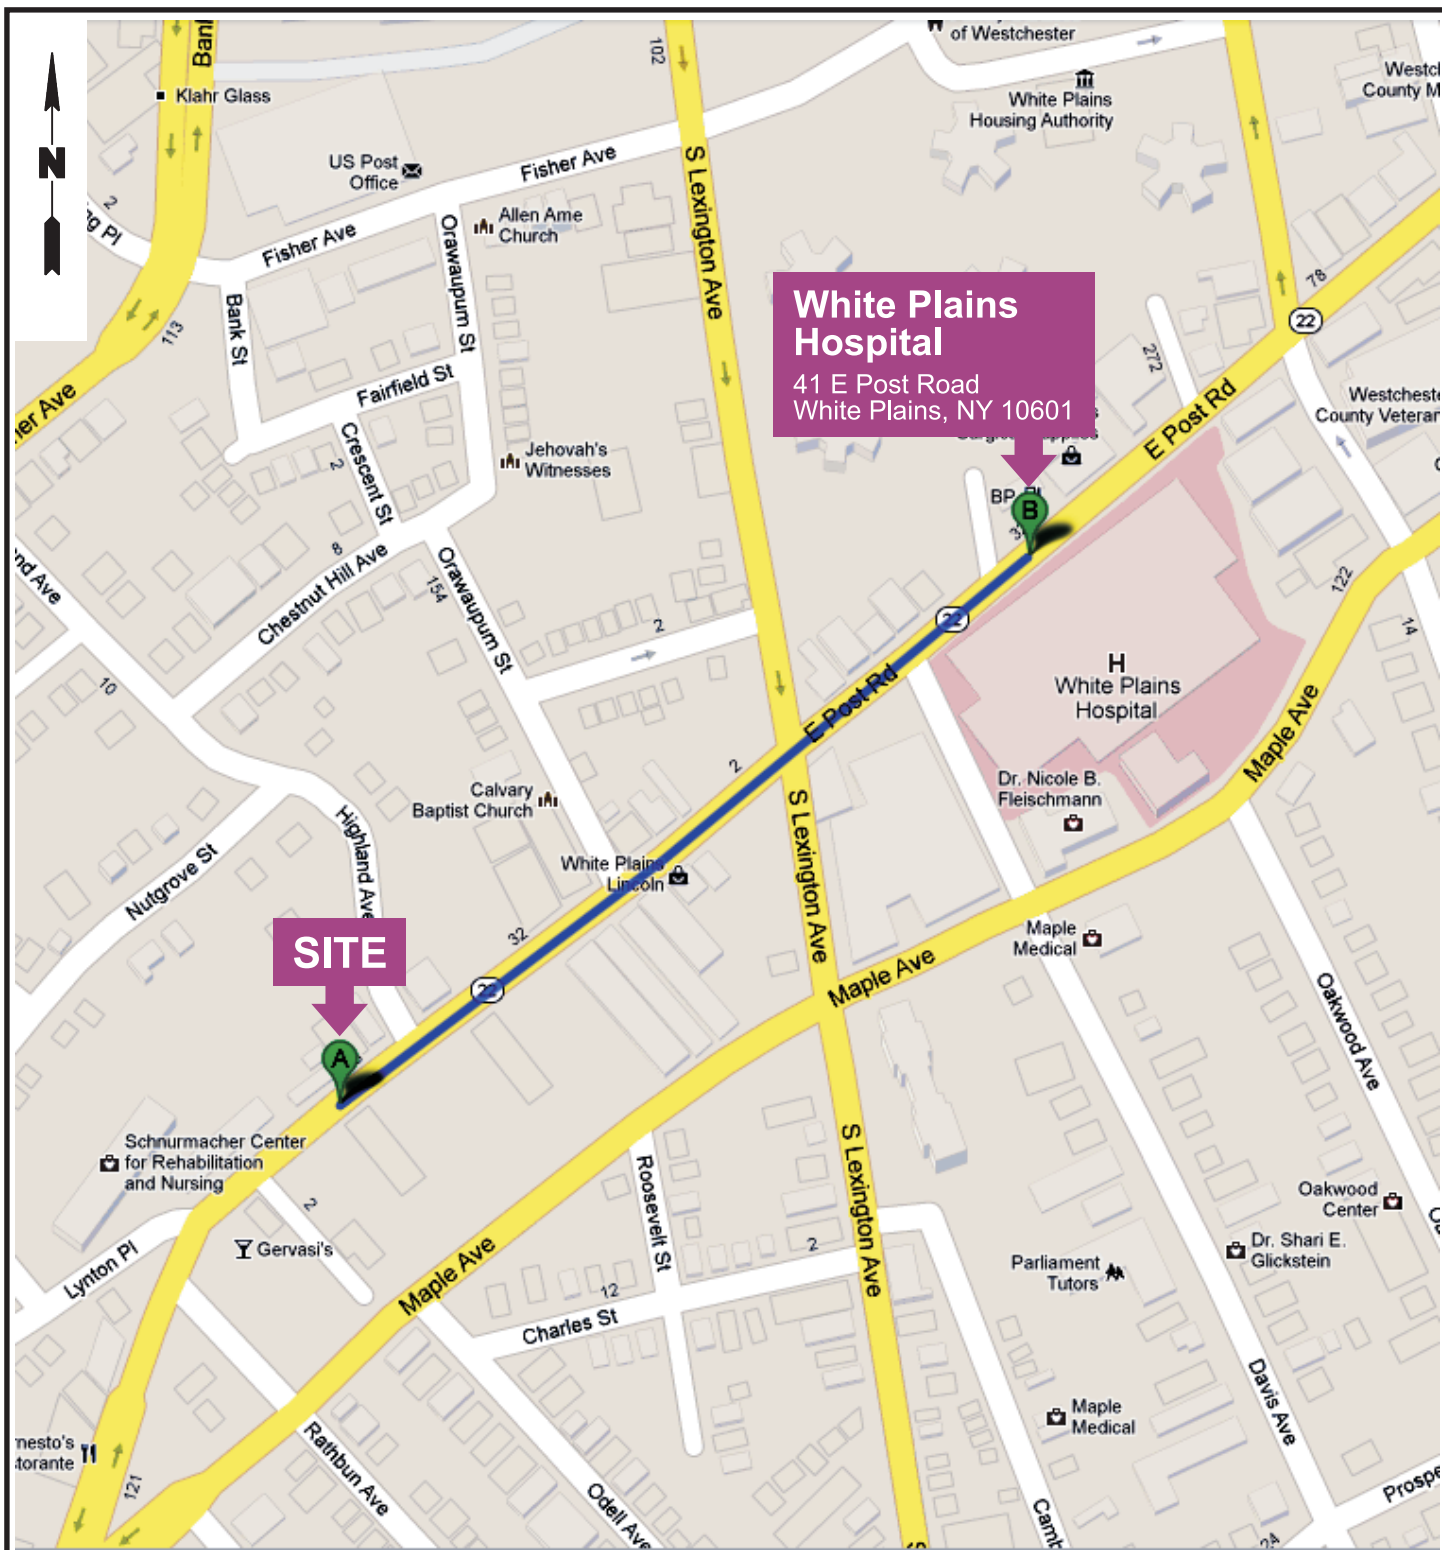 N
Klahr Glass
102
of Westchester
White Plains
Housing Authority
US Post
Office
Fisher Ave
S Lexington Ave
Allen Ame
Church
Fisher Ave
2
113
Bank St
Orawaupum St
Fairfield St
Crescent St
2
Jehovah's
Witnesses
White Plains
Hospital
41 E Post Road
White Plains, NY 10601
78
22
272
E Post Rd
B
8
Chestnut Hill Ave
154
Orawaupum St
2
10
22
E Post Rd
H
White Plains
Hospital
122
14
Maple Ave
2
Calvary
Baptist Church
Highland Ave
Nutgrove St
White Plains
Lincoln
S Lexington Ave
Dr. Nicole B.
Fleischmann
32
SITE
22
A
Maple Ave
Maple
Medical
Oakwood Ave
Schnurmacher Center
for Rehabilitation
and Nursing
2
Gervasi's
Lynton Pl
Roosevelt St
S Lexington Ave
Maple Ave
2
12
Charles St
Oakwood
Center
Dr. Shari E.
Glickstein
Parliament
Tutors
Maple
Medical
Davis Ave
121
Rathbun Ave
Odell Ave
24